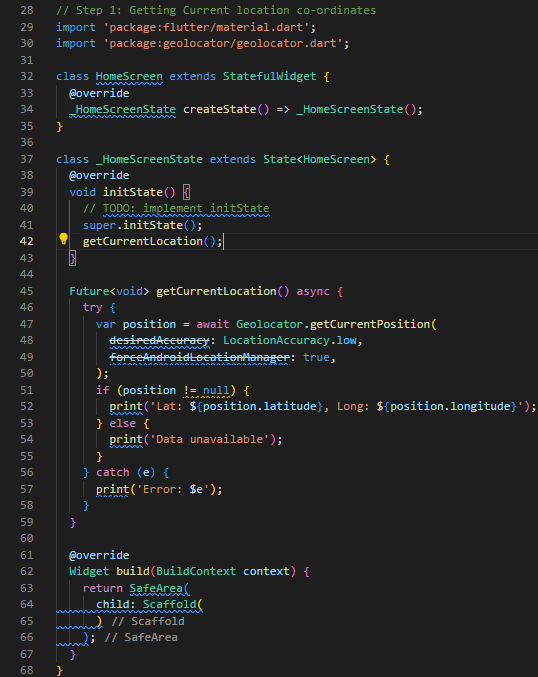 28 // Step 1: Getting Current location co-ordinates
29 import 'package:flutter/material.dart';
30 import 'package:geolocator/geolocator.dart';
31
32 class HomeScreen extends StatefulWidget {
33   @override
34   _HomeScreenState createState() => _HomeScreenState();
35 }
36
37 class _HomeScreenState extends State<HomeScreen> {
38   @override
39   void initState() {
40     // TODO: implement initState
41     super.initState();
42     getCurrentLocation();
43   }
44
45   Future<void> getCurrentLocation() async {
46     try {
47       var position = await Geolocator.getCurrentPosition(
48         desiredAccuracy: LocationAccuracy.low,
49         forceAndroidLocationManager: true,
50       );
51       if (position != null) {
52         print('Lat: ${position.latitude}, Long: ${position.longitude}');
53       } else {
54         print('Data unavailable');
55       }
56     } catch (e) {
57       print('Error: $e');
58     }
59   }
60
61   @override
62   Widget build(BuildContext context) {
63     return SafeArea(
64       child: Scaffold(
65       ) // Scaffold
66     ); // SafeArea
67   }
68 }